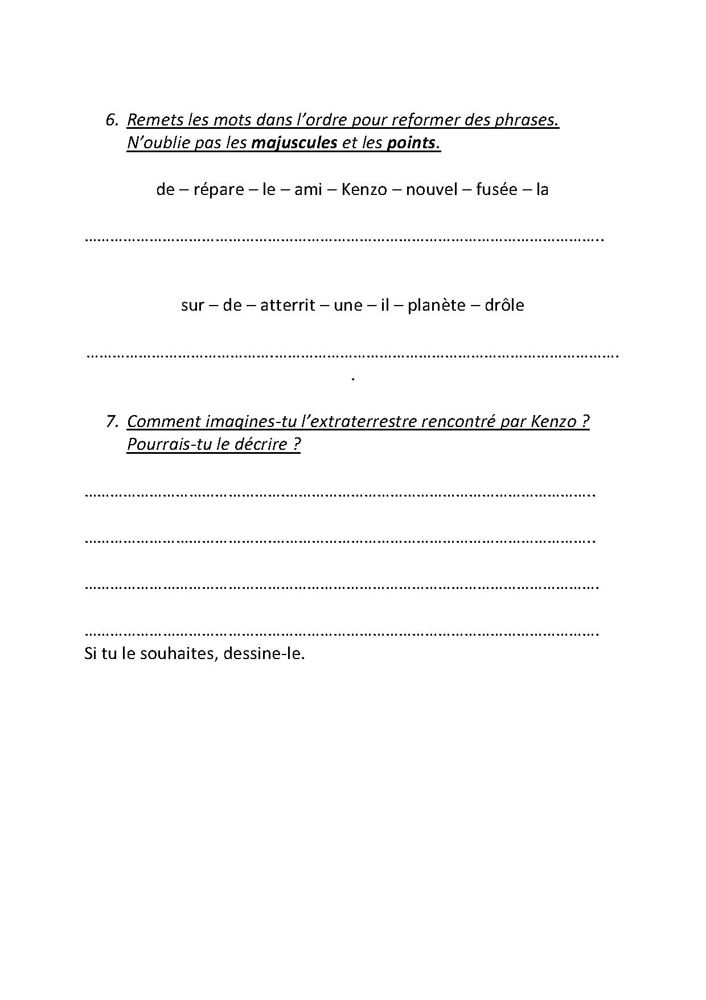 6. Remets les mots dans l’ordre pour reformer des phrases.
N’oublie pas les majuscules et les points.
de – répare – le – ami – Kenzo – nouvel – fusée – la
……………………………………………………………………………………………………..
sur – de – atterrit – une – il – planète – drôle
…………………………………….…………………………………………………………………….
.
7. Comment imagines-tu l’extraterrestre rencontré par Kenzo ?
Pourrais-tu le décrire ?
……………………………………….…………………………………………………………..
…………………………………….……………………………………………………………..
……………………………………………………………………………………………………….
……………………………………………………………………………………………………….
Si tu le souhaites, dessine-le.